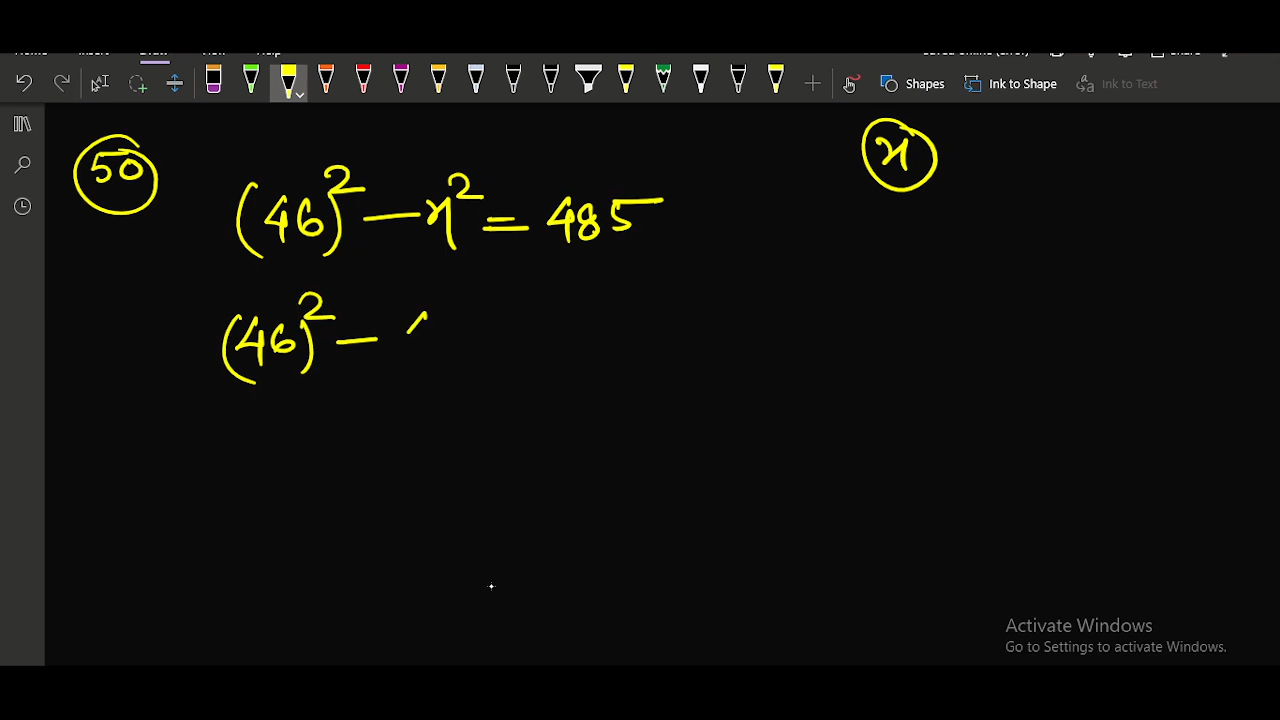 Shapes Ink to Shape Ink to Text
50 (46)² − x² = 485 x
(46)² −
Activate Windows
Go to Settings to activate Windows.